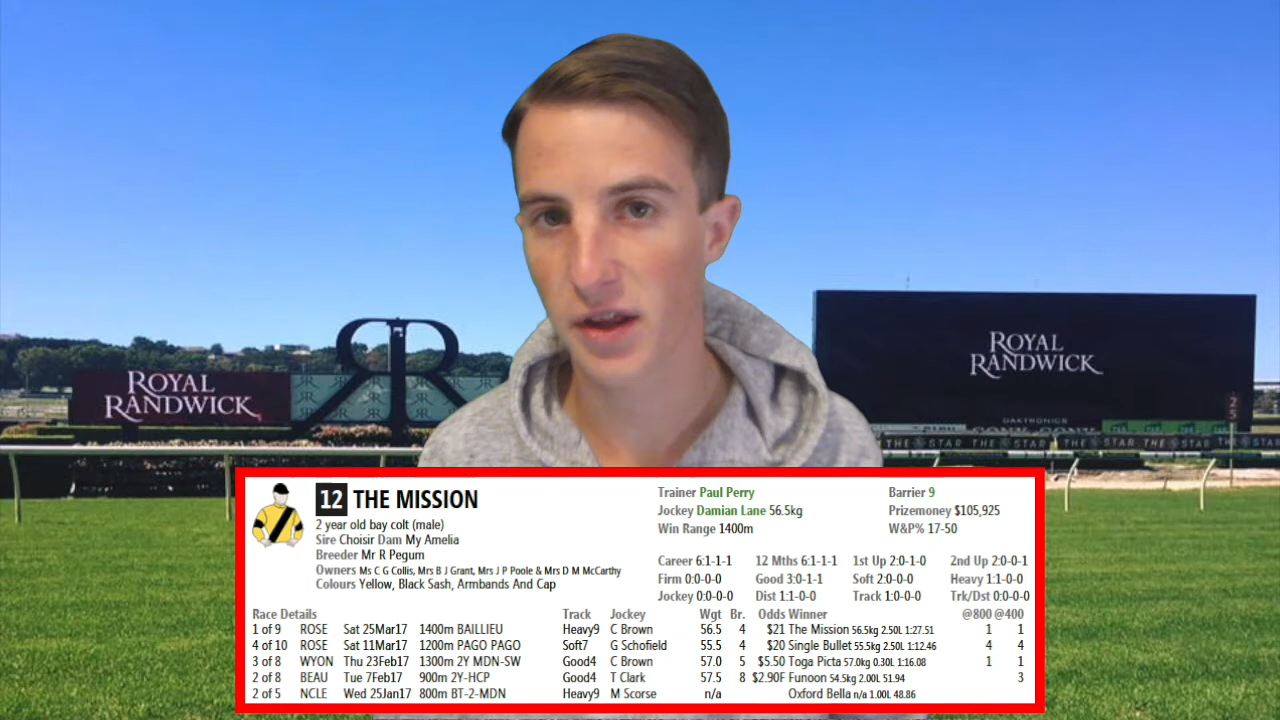 ROYAL
RANDWICK
ROYAL
RANDWICK
DAKTRONICS
THE STAR THE STAR THE STAR THE STAR
12 THE MISSION
2 year old bay colt (male)
Sire Choisir Dam My Amelia
Breeder Mr R Pegum
Owners Ms C G Collis, Mrs B J Grant, Mrs J P Poole & Mrs D M McCarthy
Colours Yellow, Black Sash, Armbands And Cap
Trainer Paul Perry
Jockey Damian Lane 56.5kg
Win Range 1400m
Barrier 9
Prizemoney $105,925
W&P% 17-50
Career 6:1-1-1 12 Mths 6:1-1-1 1st Up 2:0-1-0 2nd Up 2:0-0-1
Firm 0:0-0-0 Good 3:0-1-1 Soft 2:0-0-0 Heavy 1:1-0-0
Jockey 0:0-0-0 Dist 1:1-0-0 Track 1:0-0-0 Trk/Dst 0:0-0-0
Race Details Track Jockey Wgt Br. Odds Winner @800 @400
1 of 9 ROSE Sat 25Mar17 1400m BAILLIEU Heavy9 C Brown 56.5 4 $21 The Mission 56.5kg 2.50L 1:27.51 1 1
4 of 10 ROSE Sat 11Mar17 1200m PAGO PAGO Soft7 G Schofield 55.5 4 $20 Single Bullet 55.5kg 2.50L 1:12.46 4 4
3 of 8 WYON Thu 23Feb17 1300m 2Y MDN-SW Good4 C Brown 57.0 5 $5.50 Toga Picta 57.0kg 0.30L 1:16.08 1 1
2 of 8 BEAU Tue 7Feb17 900m 2Y-HCP Good4 T Clark 57.5 8 $2.90F Funoon 54.5kg 2.00L 51.94 3
2 of 5 NCLE Wed 25Jan17 800m BT-2-MDN Heavy9 M Scorse n/a Oxford Bella n/a 1.00L 48.86